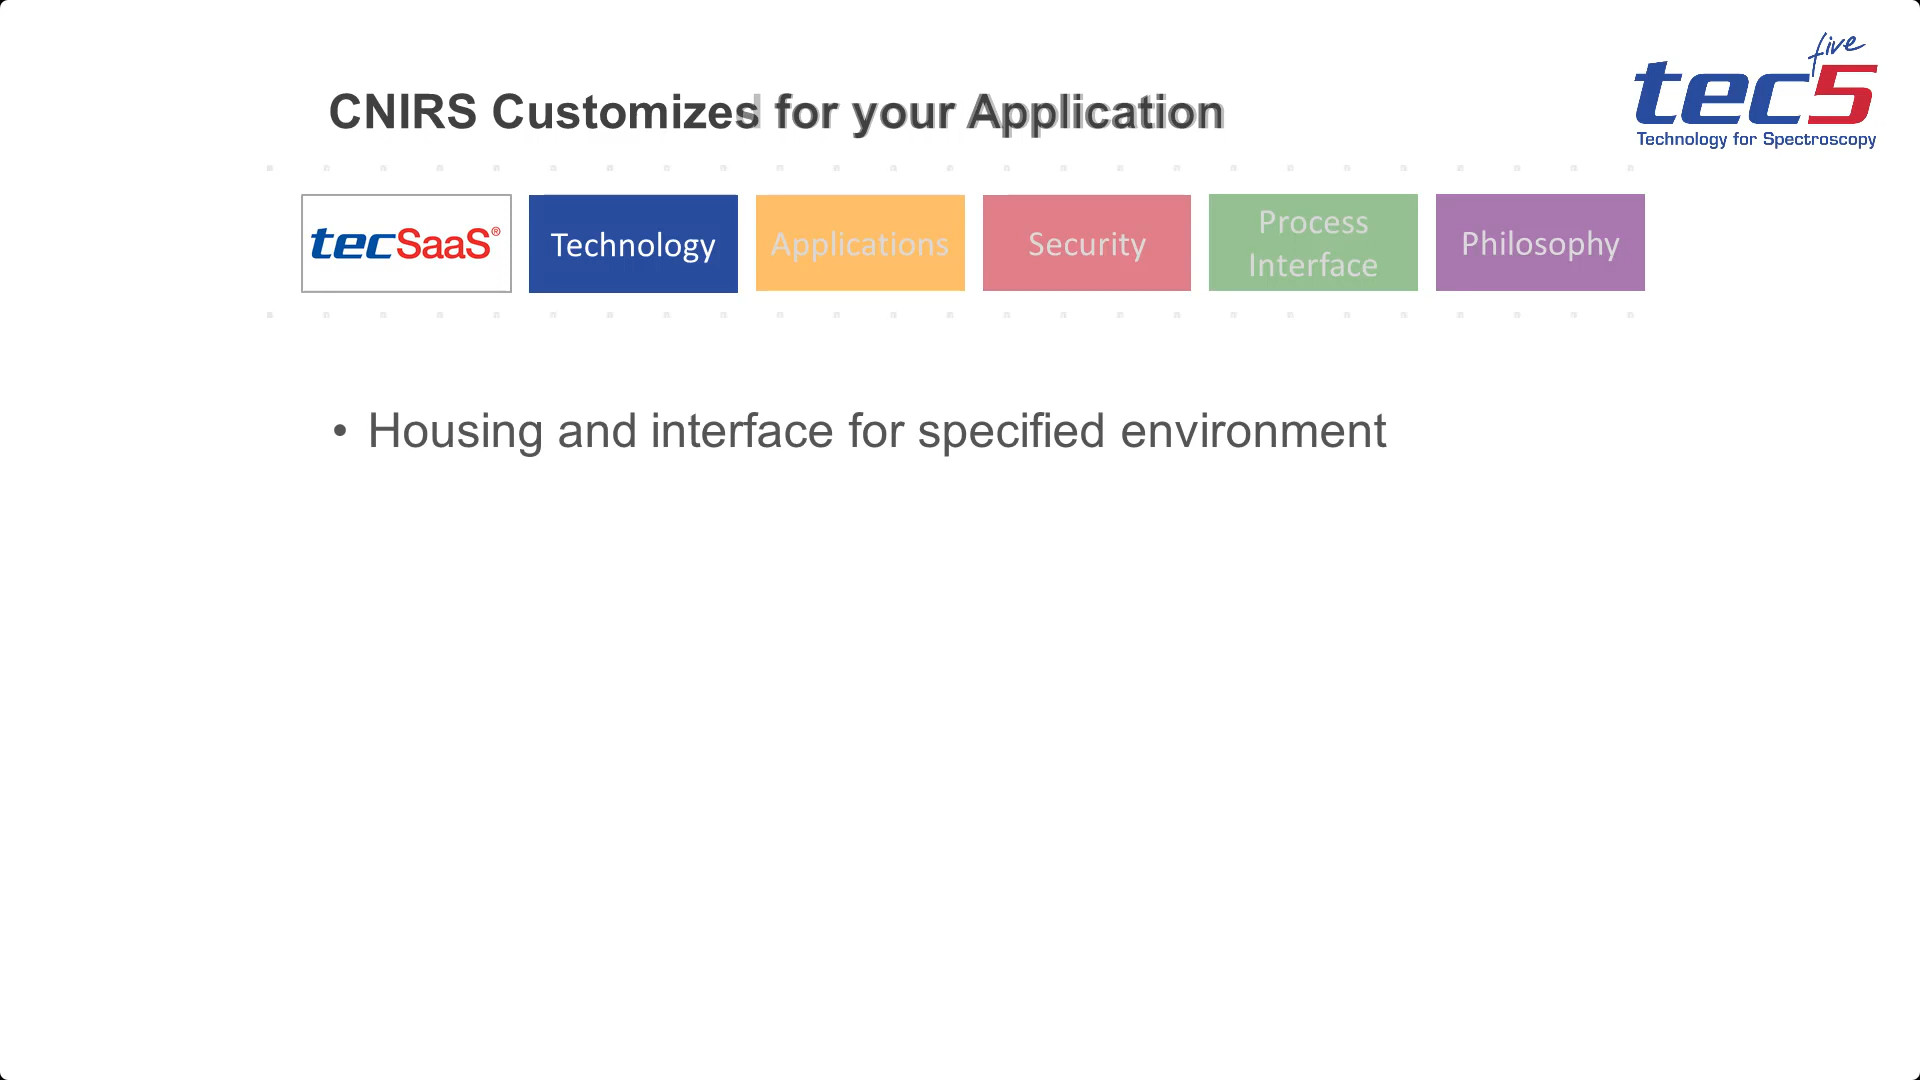 five
tec5
Technology for Spectroscopy
CNIRS Customized for your Application
tecSaaS®
Technology
Applications
Security
Process
Interface
Philosophy
• Housing and interface for specified environment